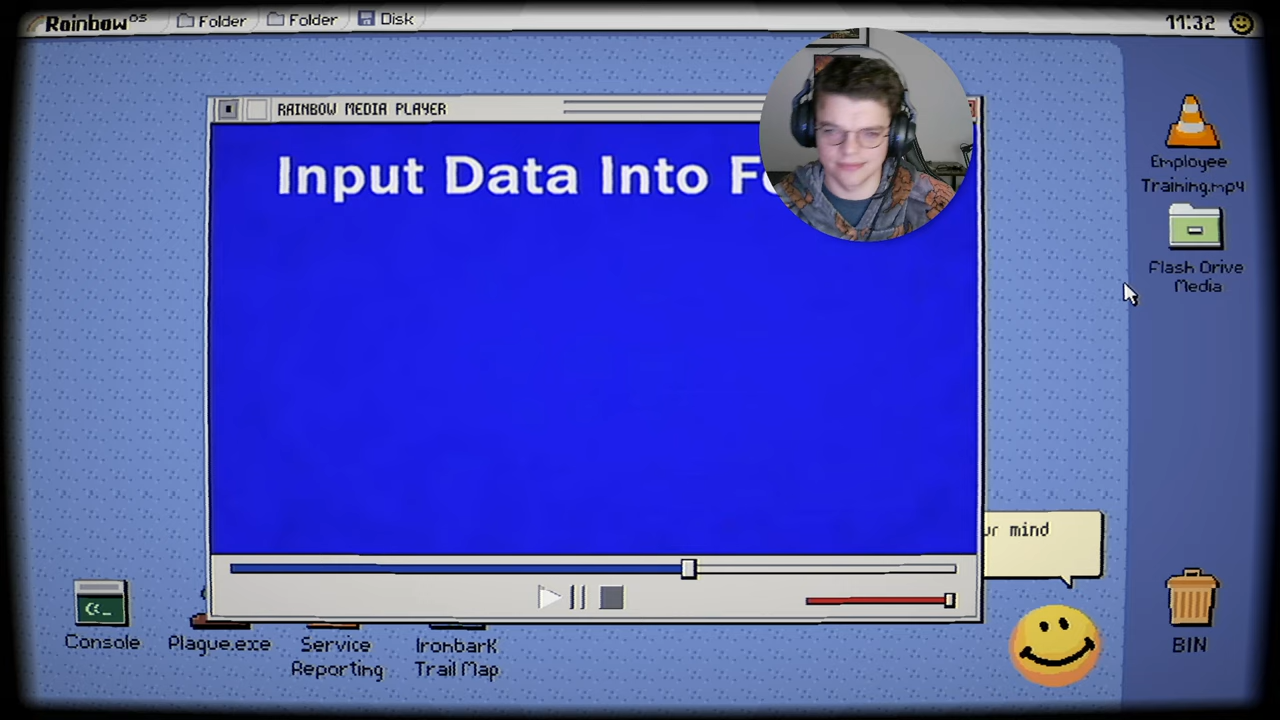 Rainbow OS Folder Folder Disk 11:32
RAINBOW MEDIA PLAYER
Input Data Into
Employee
Training.mp4
Flash Drive
Media
mind
Console
Plague.exe
Service
Reporting
Ironbark
Trail Map
BIN